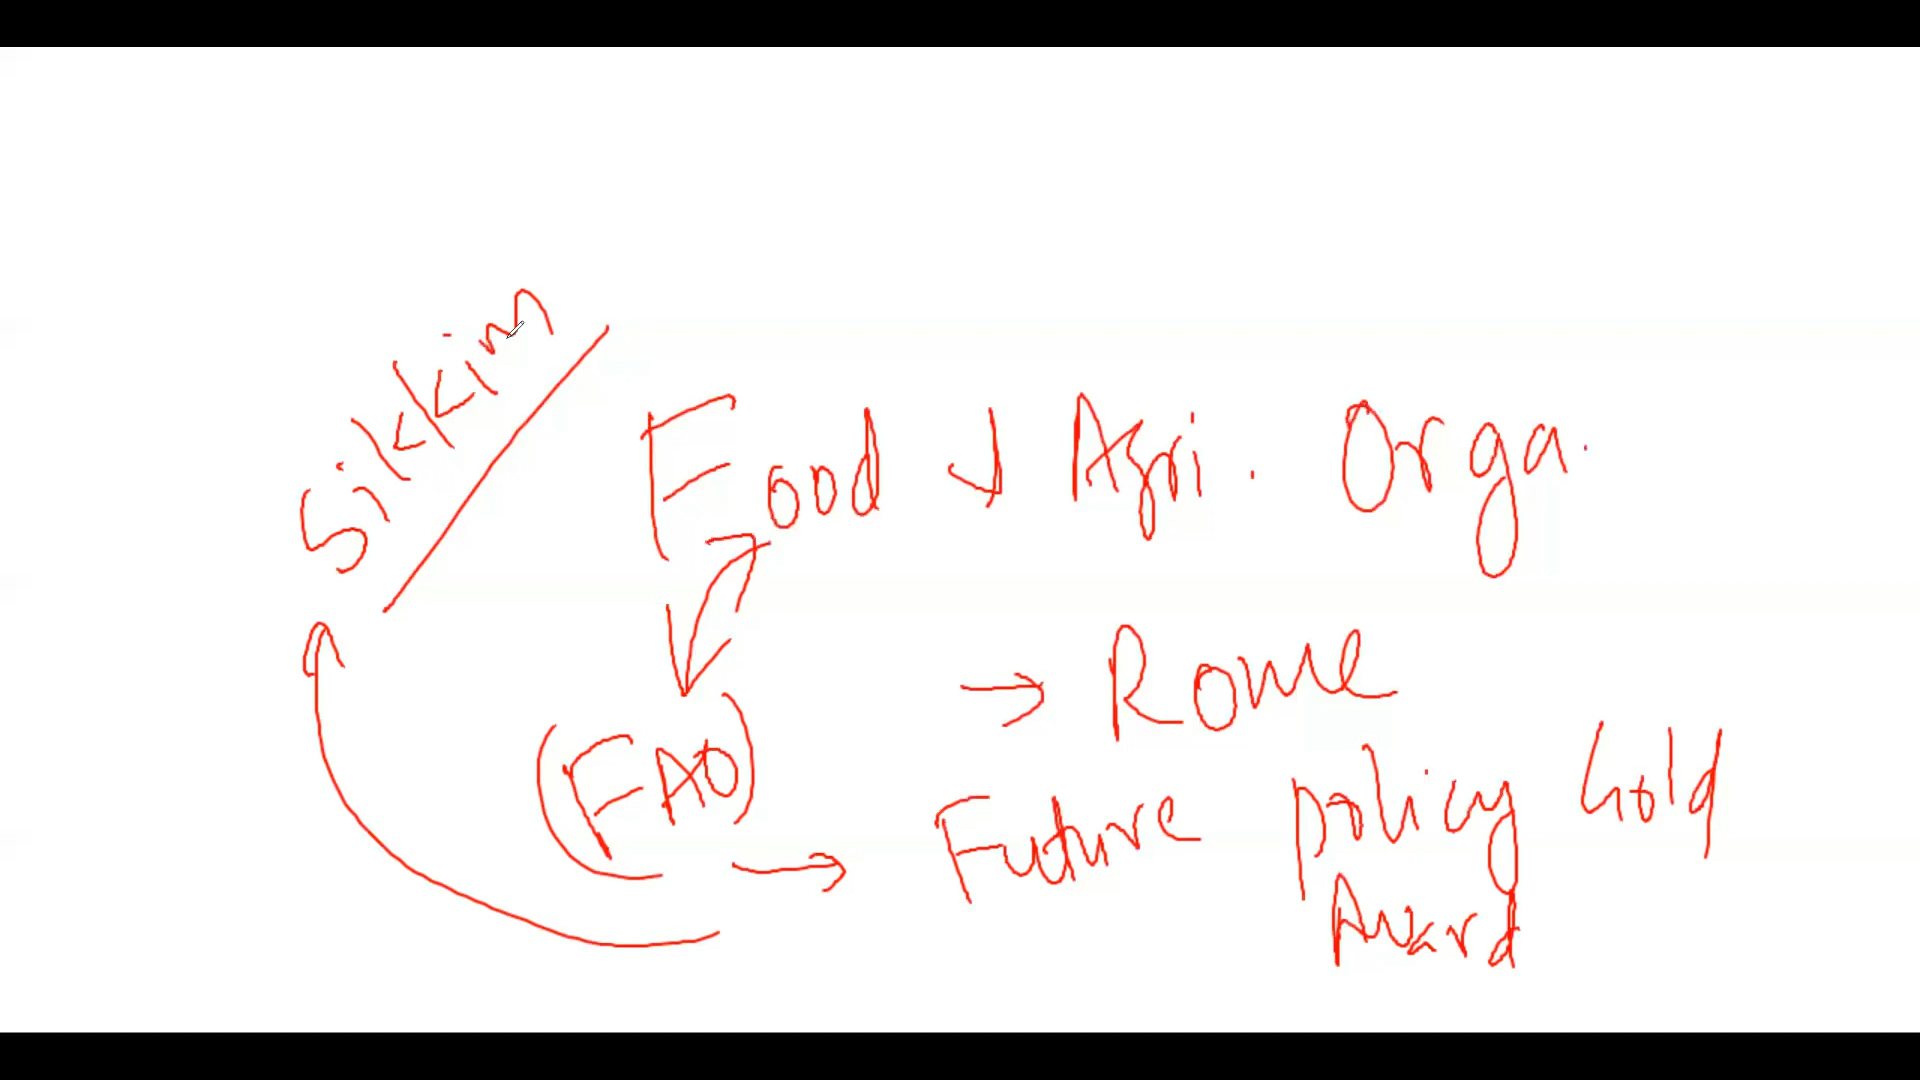 Sikkim
Food & Agri. Orga.
→ Rome
(FAO)
→ Future policy Gold
Award